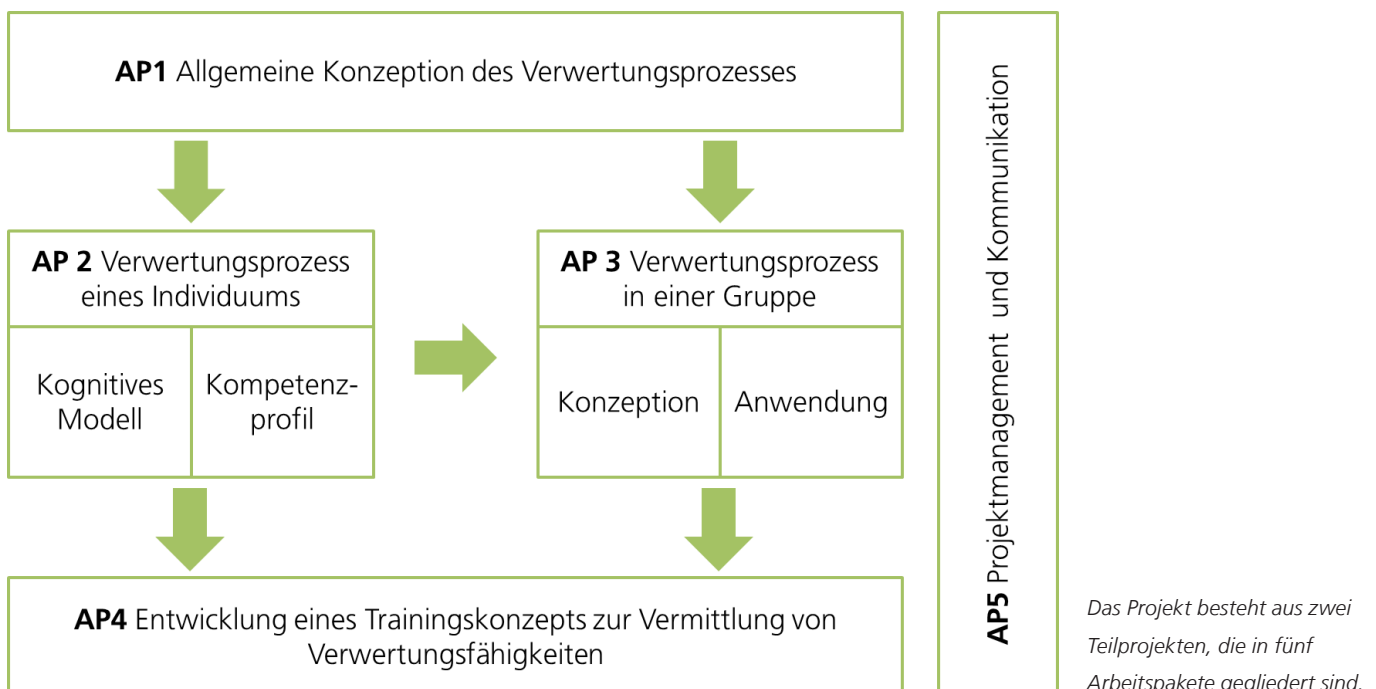 AP1 Allgemeine Konzeption des Verwertungsprozesses
AP 2 Verwertungsprozess
eines Individuums
Kognitives
Modell
Kompetenz-
profil
AP 3 Verwertungsprozess
in einer Gruppe
Konzeption
Anwendung
AP4 Entwicklung eines Trainingskonzepts zur Vermittlung von
Verwertungsfähigkeiten
AP5 Projektmanagement und Kommunikation
Das Projekt besteht aus zwei
Teilprojekten, die in fünf
Arbeitspakete gegliedert sind.